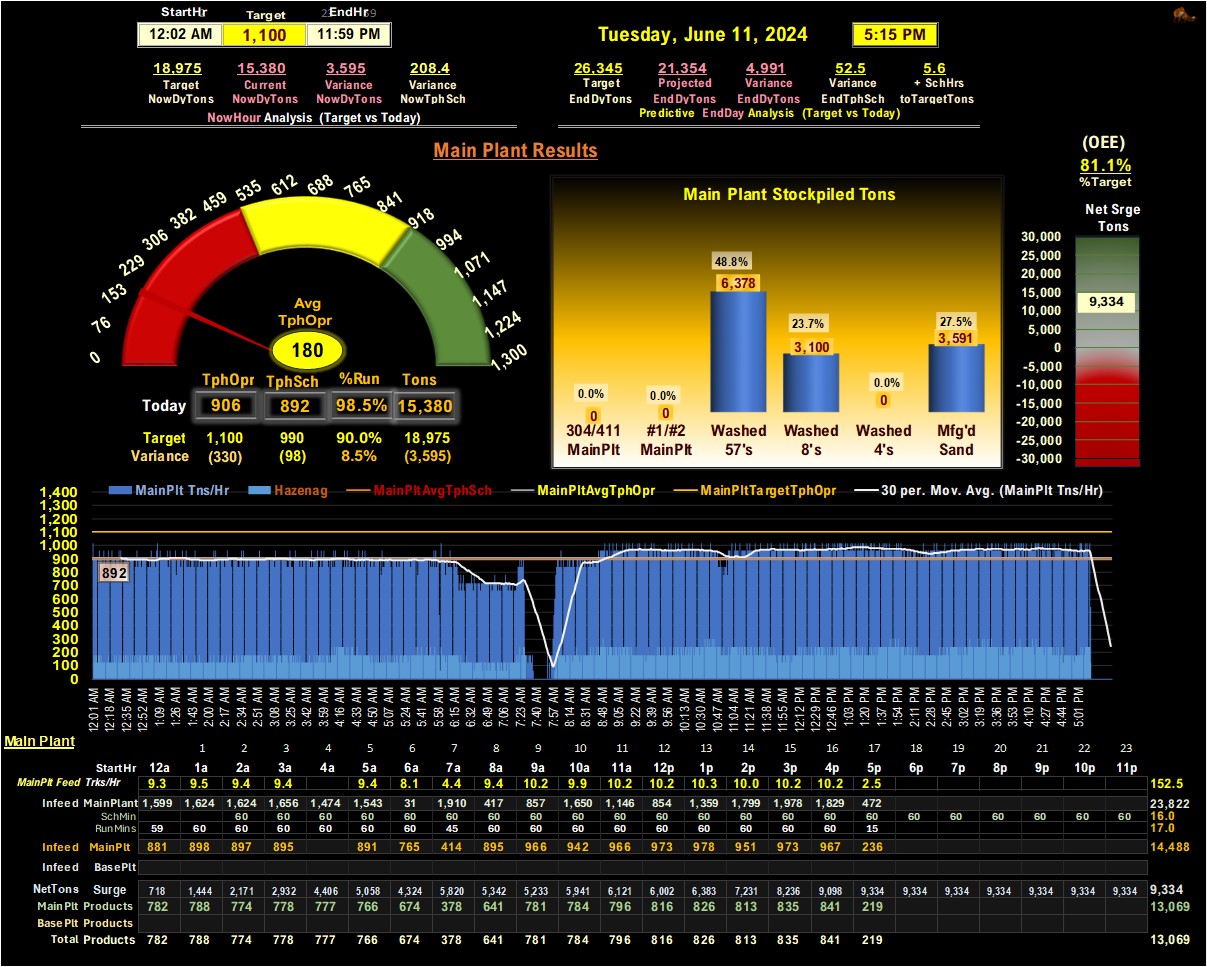 StartHr Target EndHr
12:02 AM 1,100 11:59 PM
Tuesday, June 11, 2024 5:15 PM
18,975 15,380 3,595 208.4
Target Current Variance Variance
NowDyTons NowDyTons NowDyTons NowTphSch
NowHour Analysis (Target vs Today)
26,345 21,354 4,991 52.5 5.6
Target Projected Variance Variance + SchHrs
EndDyTons EndDyTons EndDyTons EndTphSch toTargetTons
Predictive EndDay Analysis (Target vs Today)
Main Plant Results
(OEE)
81.1%
%Target
0 76 153 229 306 382 459 535 612 688 765 841 918 994 1,071 1,147 1,224 1,300
Avg
TphOpr
180
TphOpr TphSch %Run Tons
Today 906 892 98.5% 15,380
Target 1,100 990 90.0% 18,975
Variance (330) (98) 8.5% (3,595)
Main Plant Stockpiled Tons
0.0% 0.0% 48.8% 23.7% 0.0% 27.5%
0 0 6,378 3,100 0 3,591
304/411 #1/#2 Washed Washed Washed Mfg'd
MainPlt MainPlt 57's 8's 4's Sand
Net Srge
Tons
30,000
25,000
20,000
15,000
10,000
5,000
0
-5,000
-10,000
-15,000
-20,000
-25,000
-30,000
9,334
MainPlt Tns/Hr Hazenag MainPltAvgTphSch MainPltAvgTphOpr MainPltTargetTphOpr 30 per. Mov. Avg. (MainPlt Tns/Hr)
1,400
1,300
1,200
1,100
1,000
900
800
700
600
500
400
300
200
100
0
892
12:01 AM 12:18 AM 12:35 AM 12:52 AM 1:09 AM 1:26 AM 1:43 AM 2:00 AM 2:17 AM 2:34 AM 2:51 AM 3:08 AM 3:25 AM 3:42 AM 3:59 AM 4:16 AM 4:33 AM 4:50 AM 5:07 AM 5:24 AM 5:41 AM 5:58 AM 6:15 AM 6:32 AM 6:49 AM 7:06 AM 7:23 AM 7:40 AM 7:57 AM 8:14 AM 8:31 AM 8:48 AM 9:05 AM 9:22 AM 9:39 AM 9:56 AM 10:13 AM 10:30 AM 10:47 AM 11:04 AM 11:21 AM 11:38 AM 11:55 AM 12:12 PM 12:29 PM 12:46 PM 1:03 PM 1:20 PM 1:37 PM 1:54 PM 2:11 PM 2:28 PM 2:45 PM 3:02 PM 3:19 PM 3:36 PM 3:53 PM 4:10 PM 4:27 PM 4:44 PM 5:01 PM
Main Plant
1 2 3 4 5 6 7 8 9 10 11 12 13 14 15 16 17 18 19 20 21 22 23
StartHr 12a 1a 2a 3a 4a 5a 6a 7a 8a 9a 10a 11a 12p 1p 2p 3p 4p 5p 6p 7p 8p 9p 10p 11p
MainPlt Feed Trks/Hr 9.3 9.5 9.4 9.4 9.4 8.1 4.4 9.4 10.2 9.9 10.2 10.2 10.3 10.0 10.2 10.2 2.5 152.5
Infeed MainPlant 1,599 1,624 1,624 1,656 1,474 1,543 31 1,910 417 857 1,650 1,146 854 1,359 1,799 1,978 1,829 472 23,822
SchMin 60 60 60 60 60 60 60 60 60 60 60 60 60 60 60 60 60 60 60 60 60 60 16.0
RunMins 59 60 60 60 60 60 60 45 60 60 60 60 60 60 60 60 60 15 17.0
Infeed MainPlt 881 898 897 895 891 765 414 895 966 942 966 973 978 951 973 967 236 14,488
Infeed BasePlt
NetTons Surge 718 1,444 2,171 2,932 4,406 5,058 4,324 5,820 5,342 5,233 5,941 6,121 6,002 6,383 7,231 8,236 9,098 9,334 9,334 9,334 9,334 9,334 9,334 9,334 9,334
MainPlt Products 782 788 774 778 777 766 674 378 641 781 784 796 816 826 813 835 841 219 13,069
BasePlt Products
Total Products 782 788 774 778 777 766 674 378 641 781 784 796 816 826 813 835 841 219 13,069